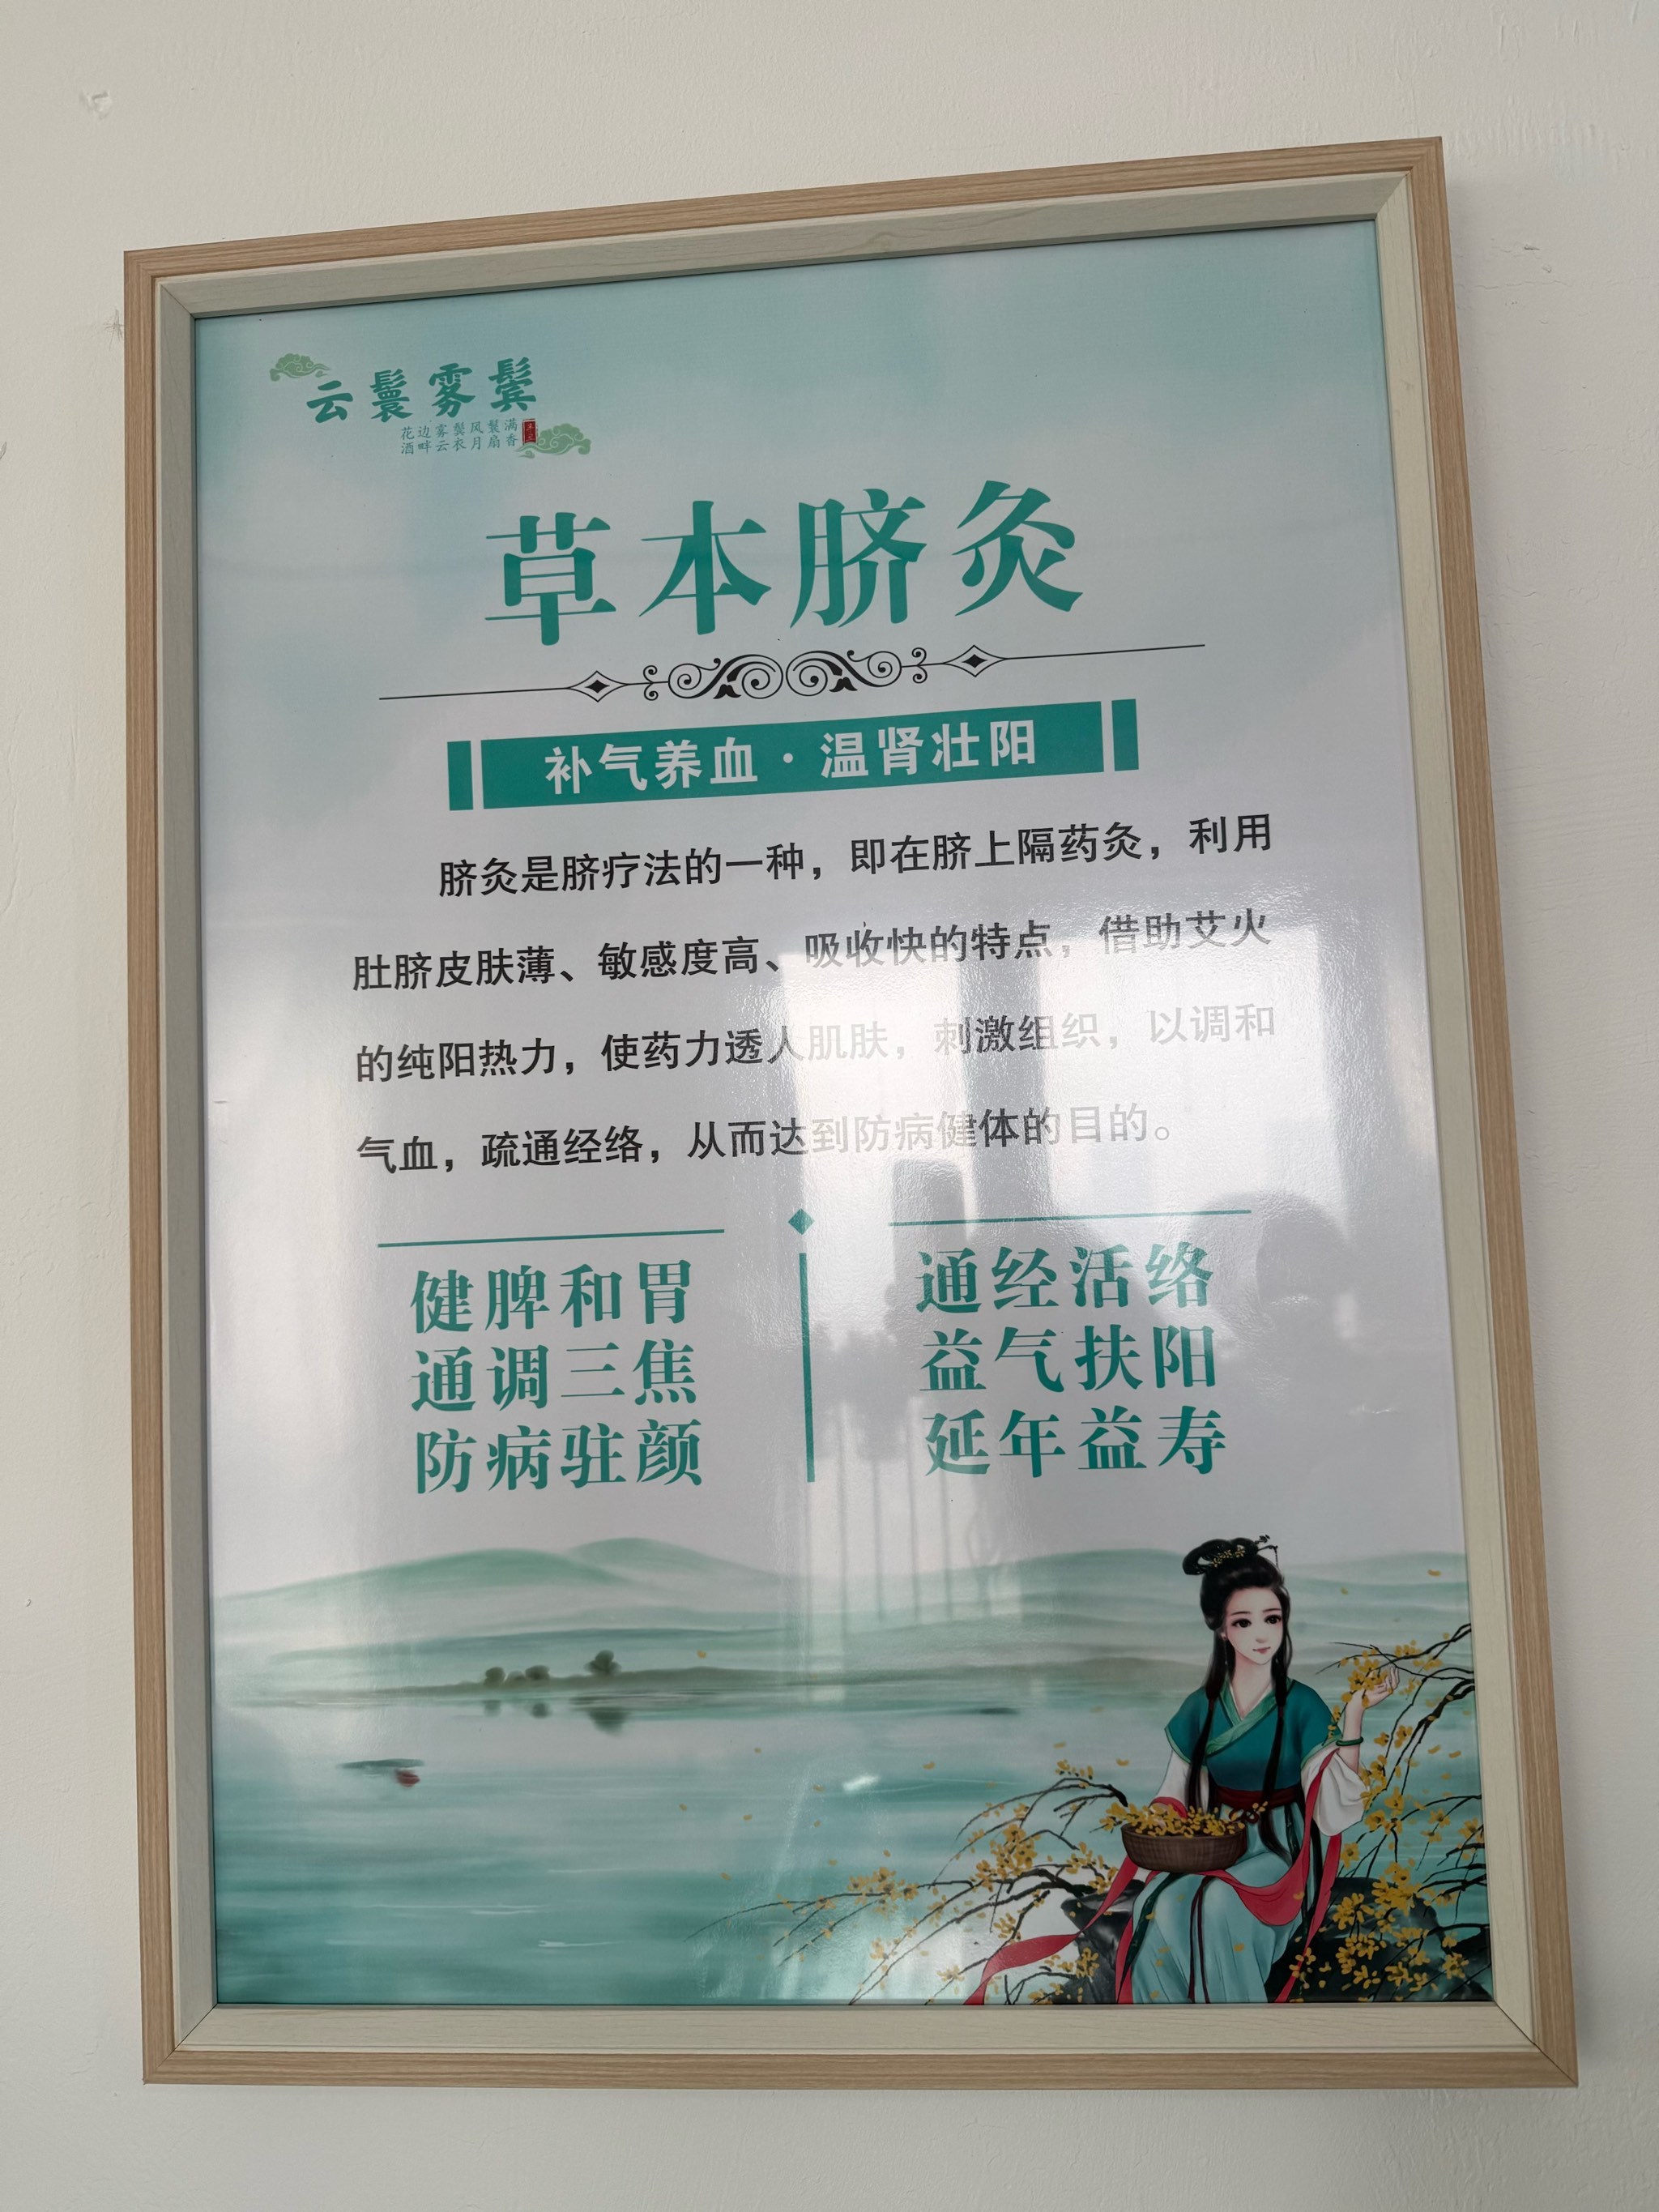 云鬟雾鬓
花边雾鬓风鬟满
酒畔云衣月扇香
草本脐灸
补气养血·温肾壮阳
脐灸是脐疗法的一种，即在脐上隔药灸，利用
肚脐皮肤薄、敏感度高、吸收快的特点，借助艾火
的纯阳热力，使药力透人肌肤，刺激组织，以调和
气血，疏通经络，从而达到防病健体的目的。
健脾和胃
通调三焦
防病驻颜
通经活络
益气扶阳
延年益寿